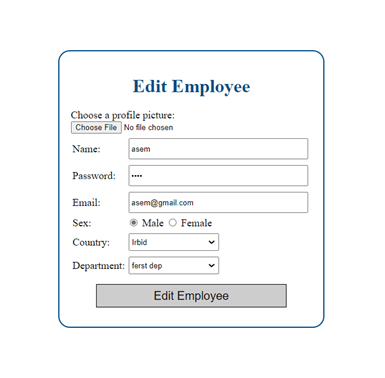 Edit Employee
Choose a profile picture:
Choose File No file chosen
Name: asem
Password: ••••
Email: asem@gmail.com
Sex: Male Female
Country: Irbid
Department: ferst dep
Edit Employee